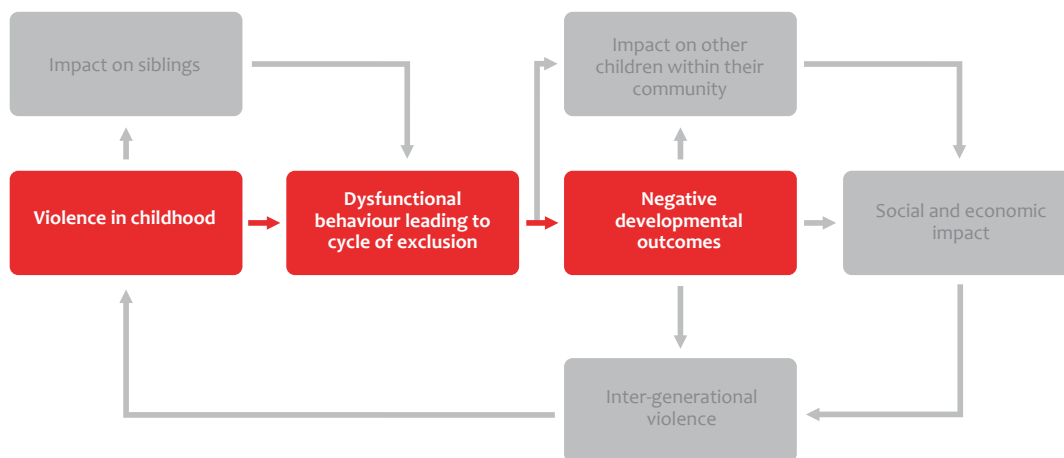 Impact on siblings
Impact on other
children within their
community
Violence in childhood
Dysfunctional
behaviour leading to
cycle of exclusion
Negative
developmental
outcomes
Social and economic
impact
Inter-generational
violence